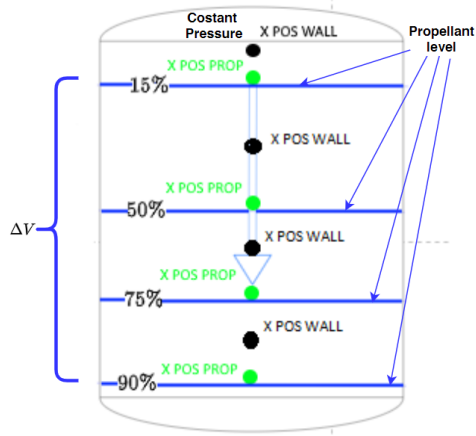 Costant
Pressure
X POS WALL
Propellant
level
X POS PROP
15%
X POS WALL
X POS PROP
50%
ΔV
X POS WALL
X POS PROP
75%
X POS WALL
X POS PROP
90%